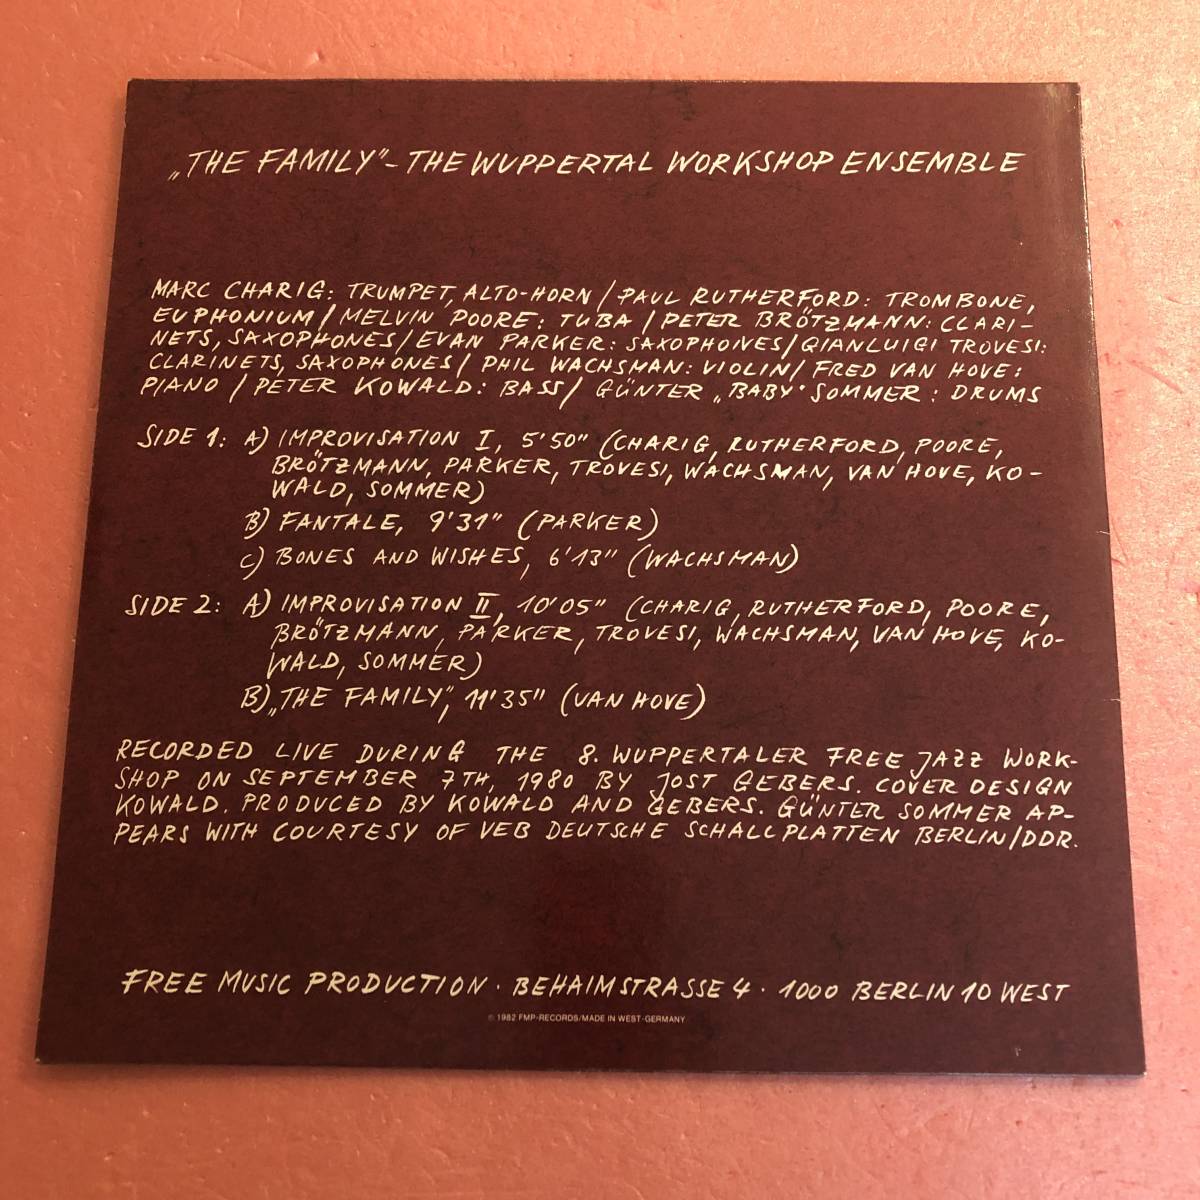 „THE FAMILY" - THE WUPPERTAL WORKSHOP ENSEMBLE
MARC CHARIG: TRUMPET, ALTO-HORN / PAUL RUTHERFORD: TROMBONE,
EUPHONIUM / MELVIN POORE: TUBA / PETER BRÖTZMANN: CLARI-
NETS, SAXOPHONES / EVAN PARKER: SAXOPHONES / GIANLUIGI TROVESI:
CLARINETS, SAXOPHONES / PHIL WACHSMAN: VIOLIN / FRED VAN HOVE:
PIANO / PETER KOWALD: BASS / GÜNTER „BABY" SOMMER: DRUMS
SIDE 1: A) IMPROVISATION I, 5'50" (CHARIG, RUTHERFORD, POORE,
BRÖTZMANN, PARKER, TROVESI, WACHSMAN, VAN HOVE, KO-
WALD, SOMMER)
B) FANTALE, 9'31" (PARKER)
C) BONES AND WISHES, 6'13" (WACHSMAN)
SIDE 2: A) IMPROVISATION II, 10'05" (CHARIG, RUTHERFORD, POORE,
BRÖTZMANN, PARKER, TROVESI, WACHSMAN, VAN HOVE, KO-
WALD, SOMMER)
B) „THE FAMILY", 11'35" (VAN HOVE)
RECORDED LIVE DURING THE 8. WUPPERTALER FREE JAZZ WORK-
SHOP ON SEPTEMBER 7TH, 1980 BY JOST GEBERS. COVER DESIGN
KOWALD. PRODUCED BY KOWALD AND GEBERS. GÜNTER SOMMER AP-
PEARS WITH COURTESY OF VEB DEUTSCHE SCHALLPLATTEN BERLIN/DDR.
FREE MUSIC PRODUCTION · BEHAIMSTRASSE 4 · 1000 BERLIN 10 WEST
℗ 1982 FMP-RECORDS/MADE IN WEST-GERMANY